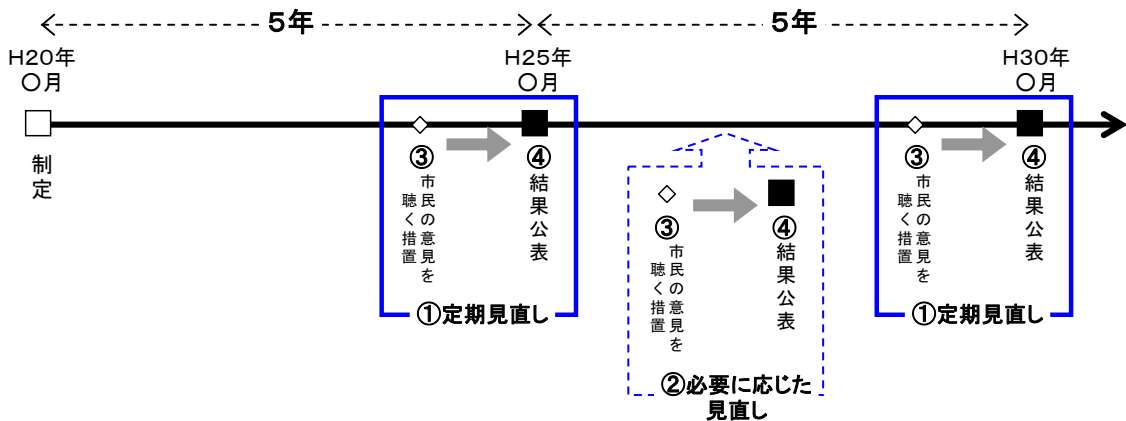 5年
5年
H20年
〇月
H25年
〇月
H30年
〇月
制定
③
市民の意見を
聴く措置
④
結果公表
①定期見直し
③
市民の意見を
聴く措置
④
結果公表
②必要に応じた
見直し
③
市民の意見を
聴く措置
④
結果公表
①定期見直し